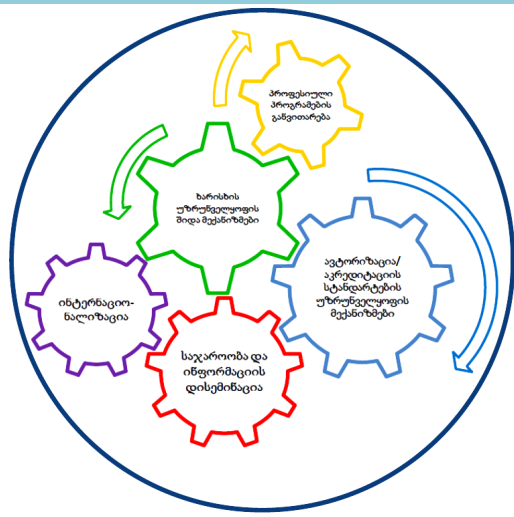 პროფესიული
პროგრამების
განვითარება
ხარისხის
უზრუნველყოფის
შიდა მექანიზმები
ავტორიზაცია/
აკრედიტაციის
სტანდარტების
უზრუნველყოფის
მექანიზმები
ინტერნაციო-
ნალიზაცია
საჯაროობა და
ინფორმაციის
დისემინაცია